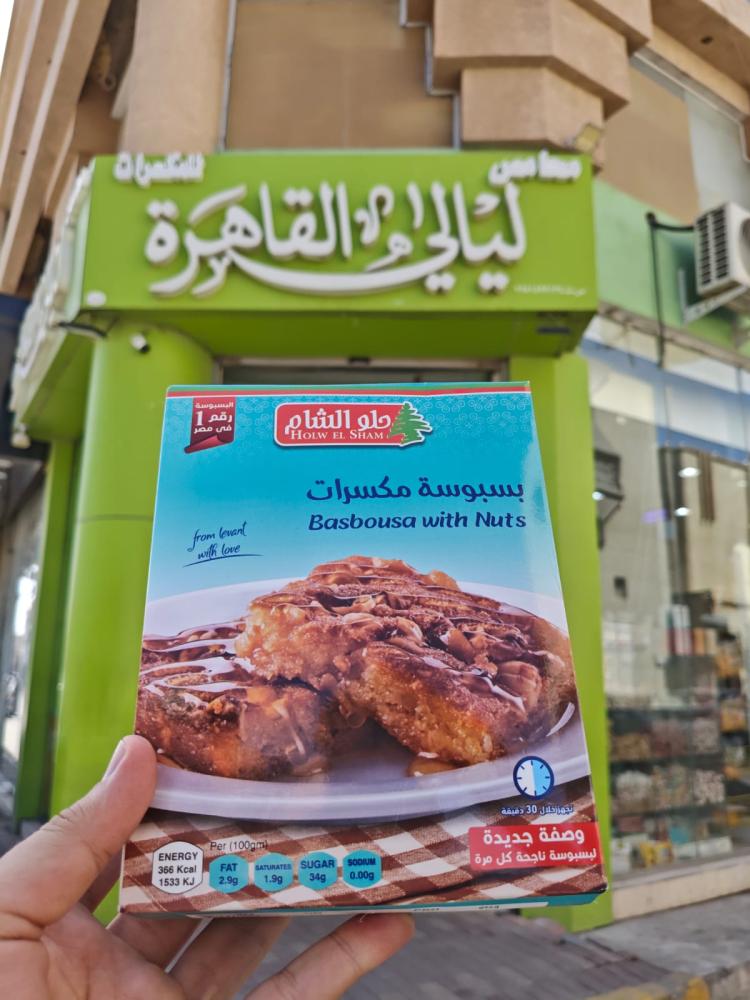 محامص
للمكسرات
ليالي القاهرة
البسبوسة
رقم 1
في مصر
حلو الشام
HOLW EL SHAM
بسبوسة مكسرات
Basbousa with Nuts
from levant
with love
تجهز خلال 30 دقيقة
وصفة جديدة
لبسبوسة ناجحة كل مرة
Per (100gm)
ENERGY
366 Kcal
1533 KJ
FAT
2.9g
SATURATES
1.9g
SUGAR
34g
SODIUM
0.00g